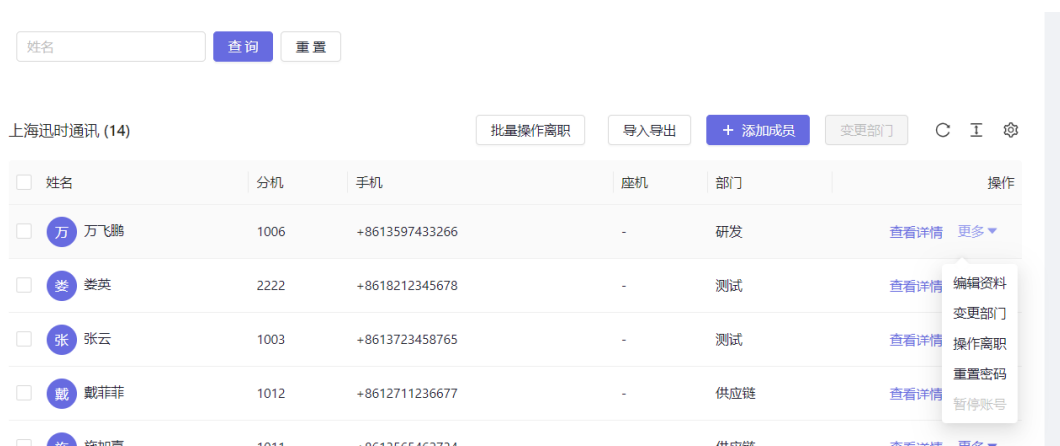 姓名 查询 重置
上海迅时通讯 (14) 批量操作离职 导入导出 + 添加成员 变更部门
姓名 分机 手机 座机 部门 操作
万 万飞鹏 1006 +8613597433266 - 研发 查看详情 更多
娄 娄英 2222 +8618212345678 - 测试 查看详情
张 张云 1003 +8613723458765 - 测试 查看详情
戴 戴菲菲 1012 +8612711236677 - 供应链 查看详情
编辑资料
变更部门
操作离职
重置密码
暂停账号